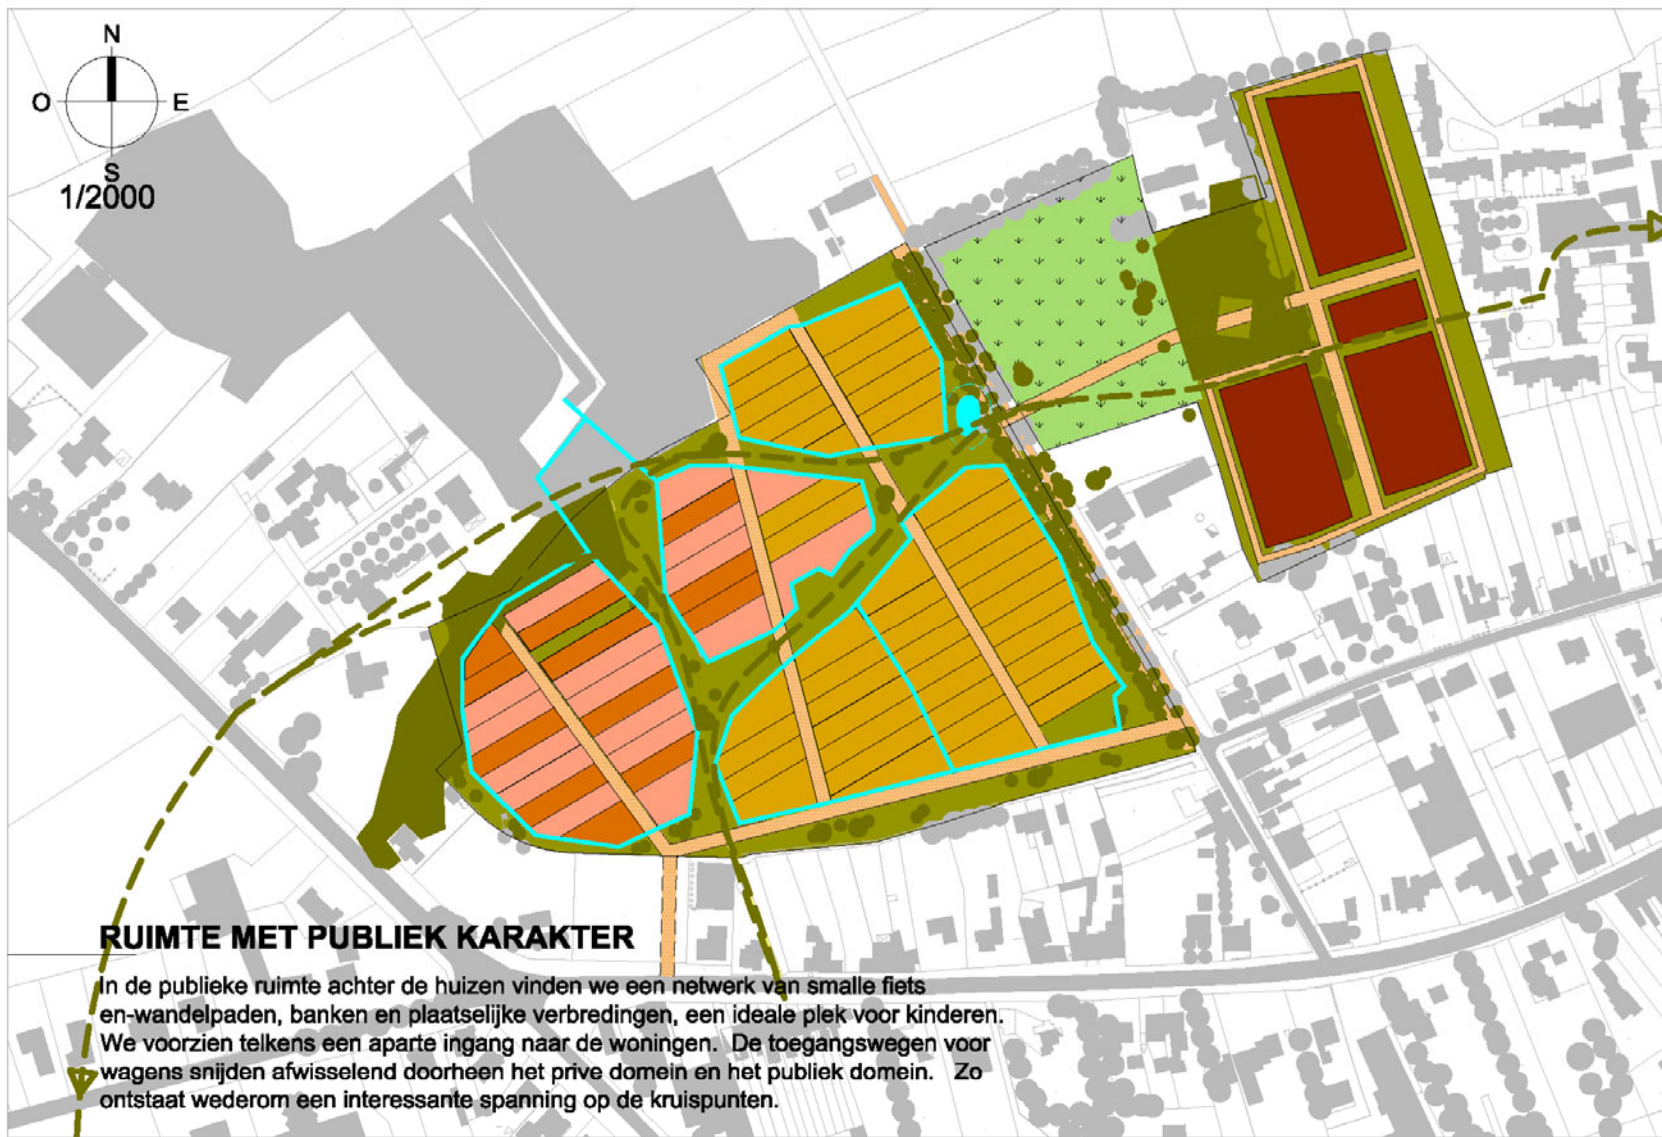 N
O E
S
1/2000
RUIMTE MET PUBLIEK KARAKTER
In de publieke ruimte achter de huizen vinden we een netwerk van smalle fiets
en-wandelpaden, banken en plaatselijke verbredingen, een ideale plek voor kinderen.
We voorzien telkens een aparte ingang naar de woningen. De toegangswegen voor
wagens snijden afwisselend doorheen het prive domein en het publiek domein. Zo
ontstaat wederom een interessante spanning op de kruispunten.